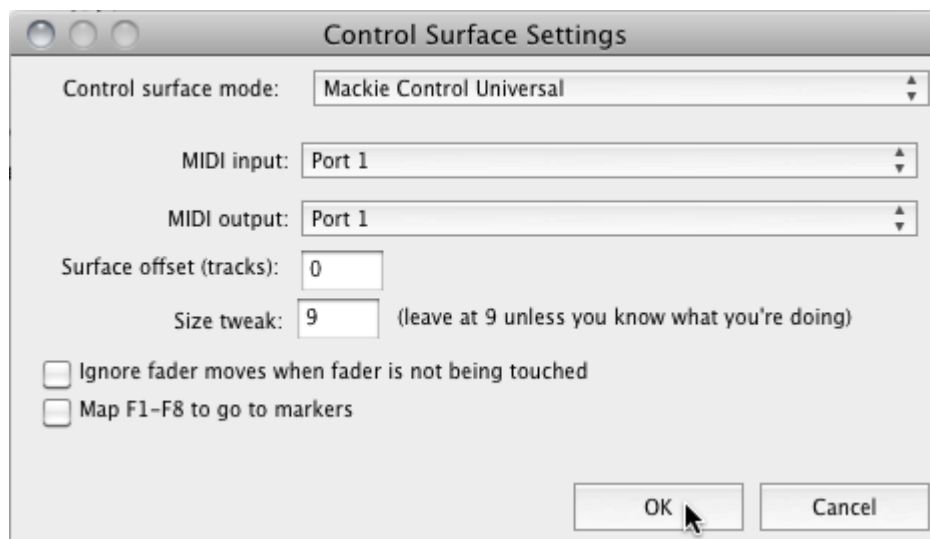 Control Surface Settings
Control surface mode: Mackie Control Universal
MIDI input: Port 1
MIDI output: Port 1
Surface offset (tracks): 0
Size tweak: 9 (leave at 9 unless you know what you're doing)
Ignore fader moves when fader is not being touched
Map F1-F8 to go to markers
OK Cancel